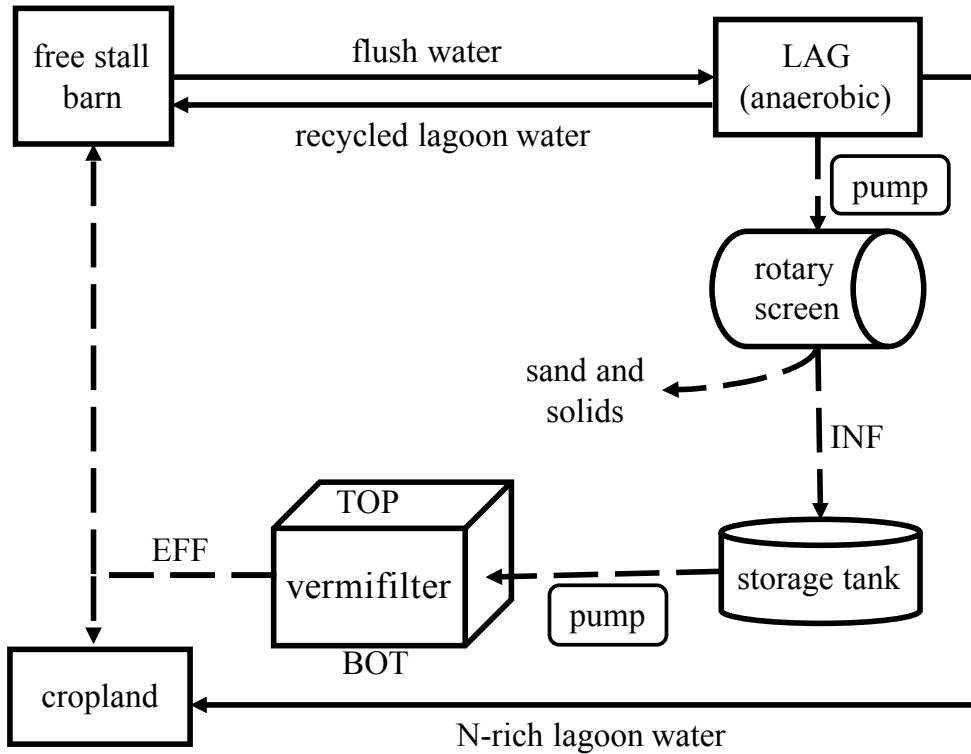 free stall
barn
flush water
recycled lagoon water
LAG
(anaerobic)
pump
rotary
screen
sand and
solids
INF
storage tank
pump
TOP
vermifilter
BOT
EFF
cropland
N-rich lagoon water